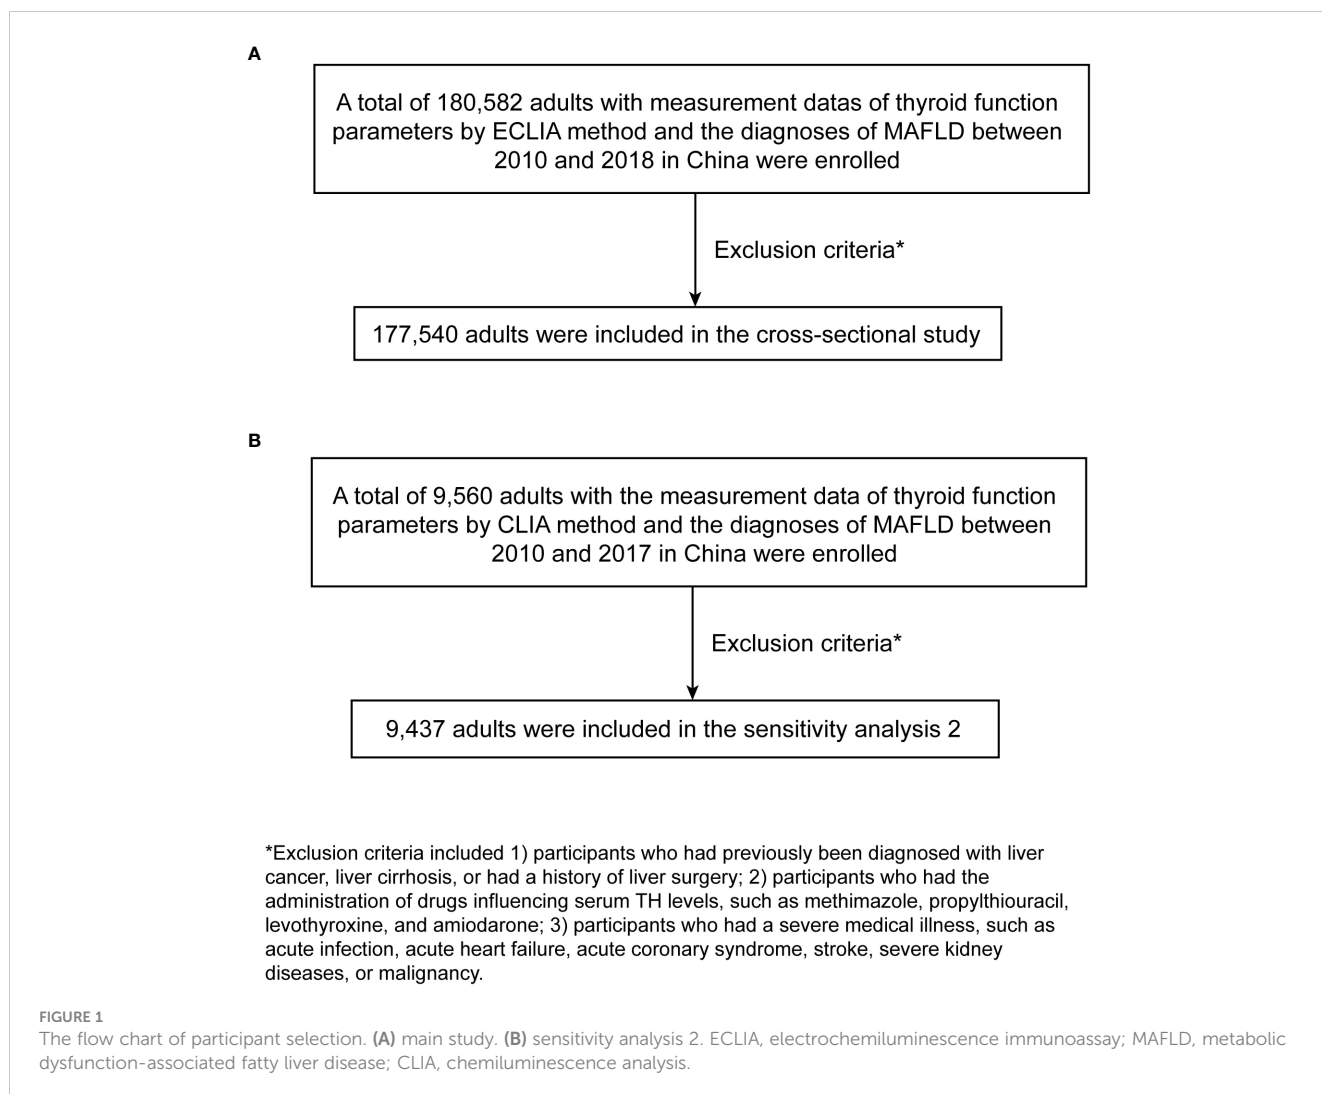 A
A total of 180,582 adults with measurement datas of thyroid function
parameters by ECLIA method and the diagnoses of MAFLD between
2010 and 2018 in China were enrolled
Exclusion criteria*
177,540 adults were included in the cross-sectional study
B
A total of 9,560 adults with the measurement data of thyroid function
parameters by CLIA method and the diagnoses of MAFLD between
2010 and 2017 in China were enrolled
Exclusion criteria*
9,437 adults were included in the sensitivity analysis 2
*Exclusion criteria included 1) participants who had previously been diagnosed with liver
cancer, liver cirrhosis, or had a history of liver surgery; 2) participants who had the
administration of drugs influencing serum TH levels, such as methimazole, propylthiouracil,
levothyroxine, and amiodarone; 3) participants who had a severe medical illness, such as
acute infection, acute heart failure, acute coronary syndrome, stroke, severe kidney
diseases, or malignancy.
FIGURE 1
The flow chart of participant selection. (A) main study. (B) sensitivity analysis 2. ECLIA, electrochemiluminescence immunoassay; MAFLD, metabolic
dysfunction-associated fatty liver disease; CLIA, chemiluminescence analysis.